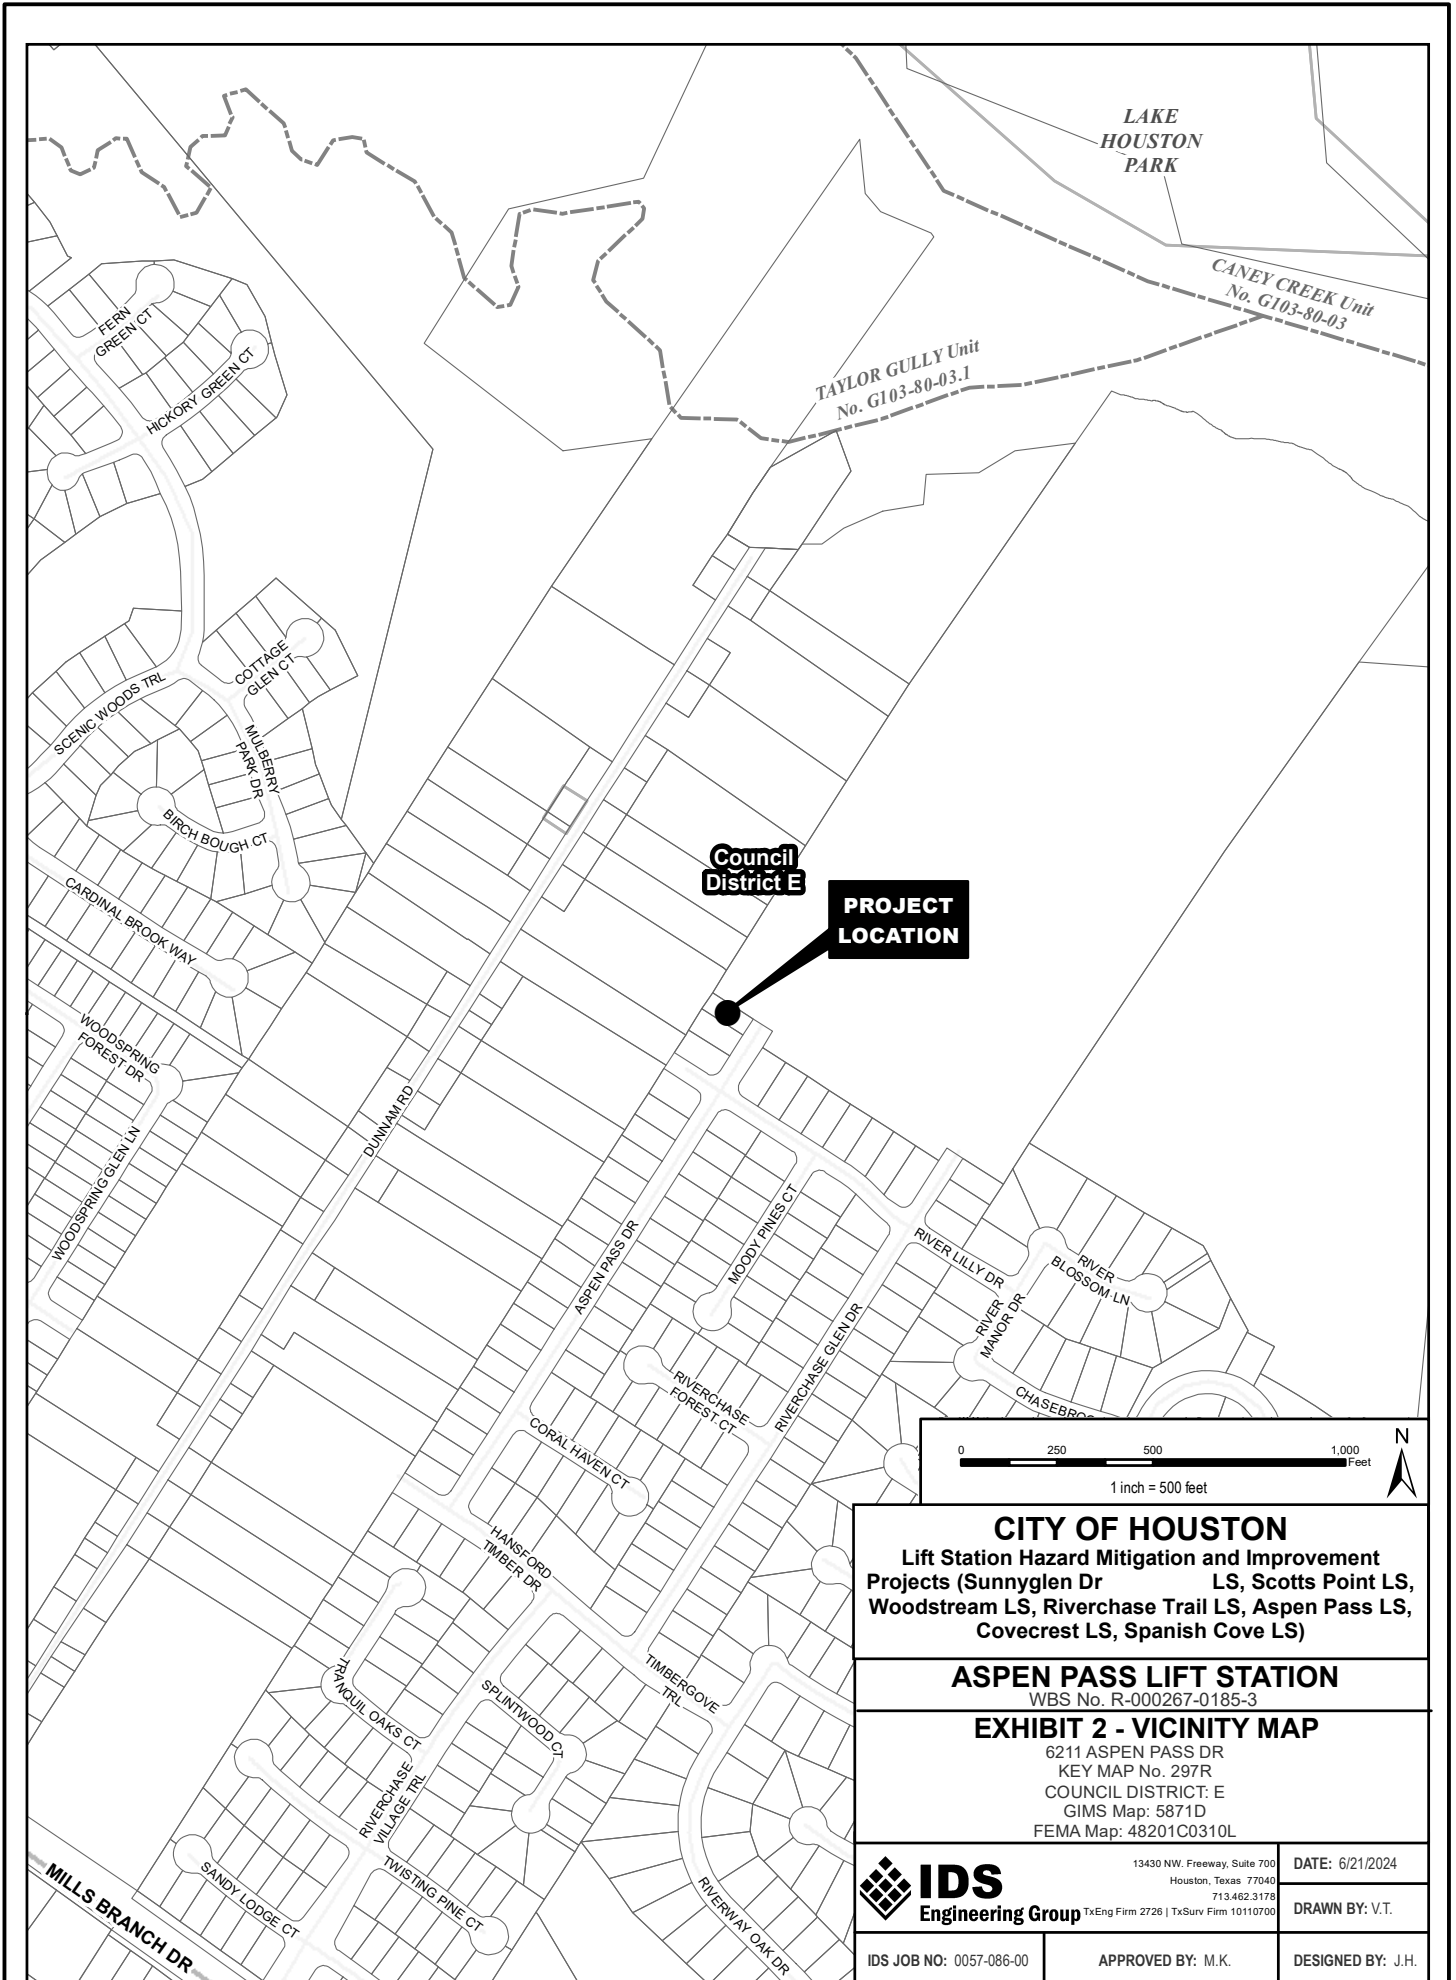 LAKE
HOUSTON
PARK
CANEY CREEK Unit
No. G103-80-03
TAYLOR GULLY Unit
No. G103-80-03.1
FERN
GREEN CT
HICKORY GREEN CT
COTTAGE
GLEN CT
SCENIC WOODS TRL
MULBERRY
PARK DR
BIRCH BOUGH CT
CARDINAL BROOK WAY
Council
District E
PROJECT
LOCATION
WOODSPRING
FOREST DR
WOODSPRING GLEN LN
DUNNAM RD
ASPEN PASS DR
MOODY PINES CT
RIVER LILLY DR
RIVER
BLOSSOM LN
RIVER
MANOR DR
RIVERCHASE GLEN DR
RIVERCHASE
FOREST CT
CHASEBROO
CORAL HAVEN CT
HANSFORD
TIMBER DR
TIMBERGOVE
TRL
TRANQUIL OAKS CT
SPLINTWOOD CT
RIVERCHASE
VILLAGE TRL
TWISTING PINE CT
SANDY LODGE CT
RIVERWAY OAK DR
MILLS BRANCH DR
0 250 500 1,000
Feet
N
1 inch = 500 feet
CITY OF HOUSTON
Lift Station Hazard Mitigation and Improvement
Projects (Sunnyglen Dr LS, Scotts Point LS,
Woodstream LS, Riverchase Trail LS, Aspen Pass LS,
Covecrest LS, Spanish Cove LS)
ASPEN PASS LIFT STATION
WBS No. R-000267-0185-3
EXHIBIT 2 - VICINITY MAP
6211 ASPEN PASS DR
KEY MAP No. 297R
COUNCIL DISTRICT: E
GIMS Map: 5871D
FEMA Map: 48201C0310L
IDS
Engineering Group
13430 NW. Freeway, Suite 700
Houston, Texas 77040
713.462.3178
TxEng Firm 2726 | TxSurv Firm 10110700
DATE: 6/21/2024
DRAWN BY: V.T.
IDS JOB NO: 0057-086-00
APPROVED BY: M.K.
DESIGNED BY: J.H.